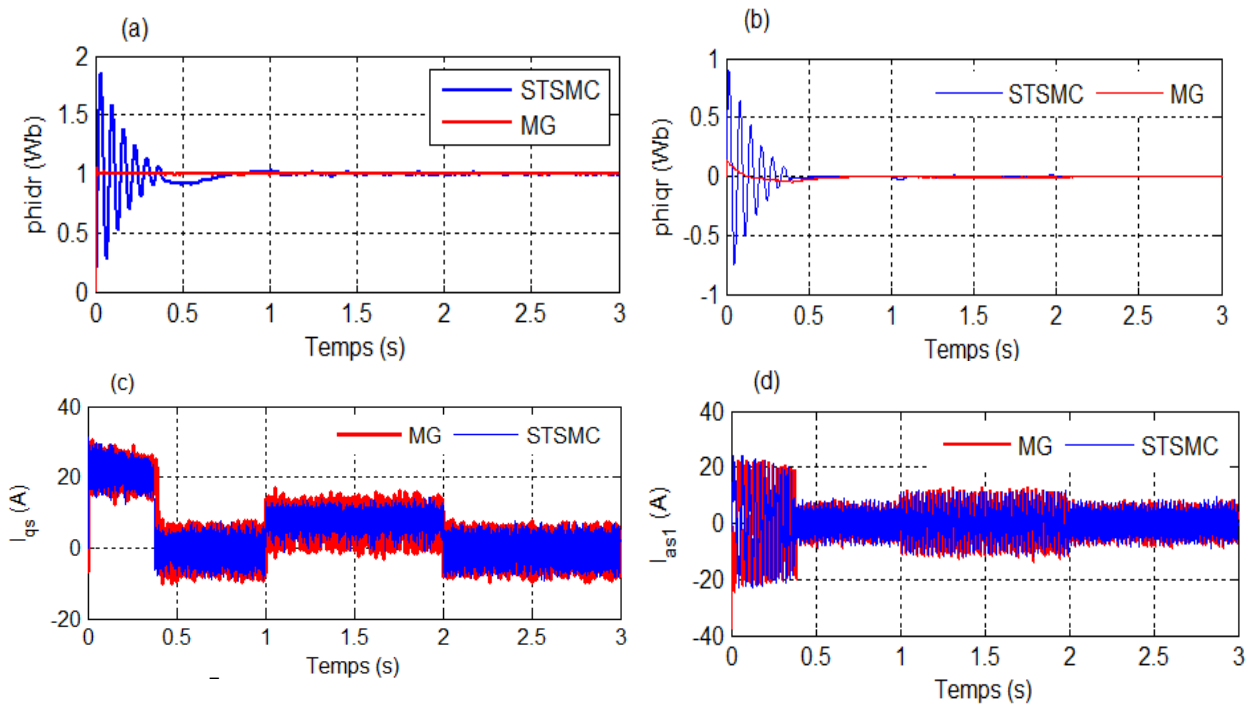 (a)
phidr (Wb)
2
1.5
1
0.5
0
STSMC
MG
0 0.5 1 1.5 2 2.5 3
Temps (s)
(b)
phiqr (Wb)
1
0.5
0
-0.5
-1
STSMC MG
0 0.5 1 1.5 2 2.5 3
Temps (s)
(c)
I_qs (A)
40
20
0
-20
MG STSMC
0 0.5 1 1.5 2 2.5 3
Temps (s)
(d)
I_as1 (A)
40
20
0
-20
-40
MG STSMC
0 0.5 1 1.5 2 2.5 3
Temps (s)